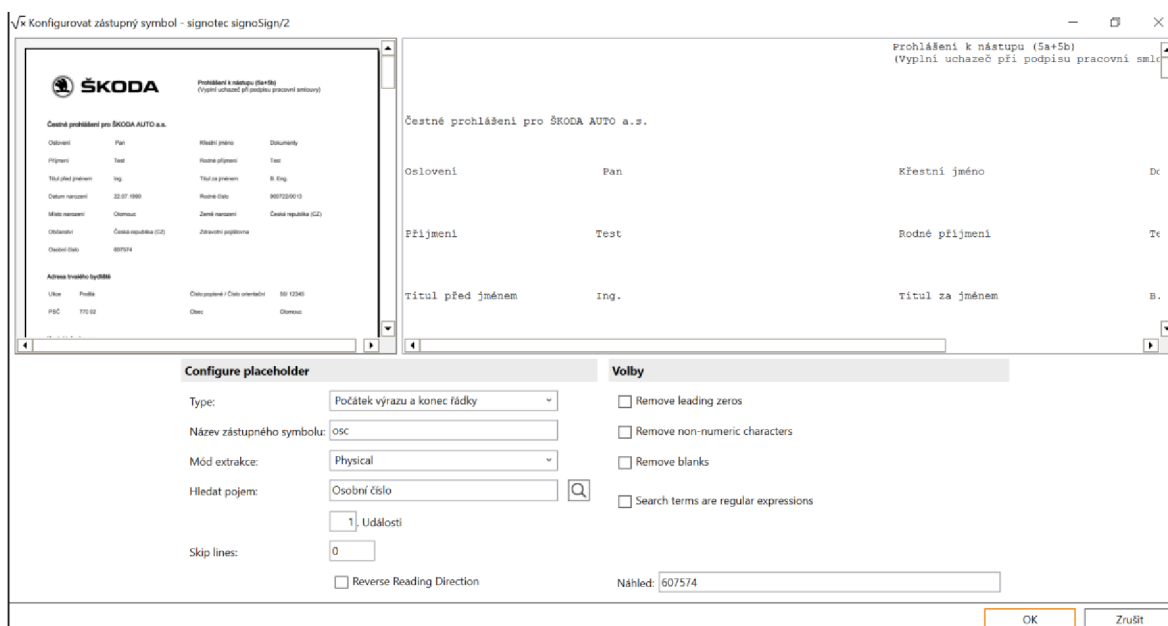 Konfigurovat zástupný symbol - signotec signoSign/2
ŠKODA
Prohlášení k nástupu (5a+5b)
(Vyplní uchazeč při podpisu pracovní smlouvy)
Čestné prohlášení pro ŠKODA AUTO a.s.
Oslovení Pan Křestní jméno Dokumenty
Příjmení Test Rodné příjmení Test
Titul před jménem Ing. Titul za jménem B. Eng.
Datum narození 22.07.1990 Rodné číslo
Místo narození Olomouc Země narození Česká republika (CZ)
Občanství Česká republika (CZ) Zdravotní pojišťovna
Osobní číslo 607574
Adresa trvalého bydliště
Ulice Číslo popisné / Číslo orientační 55/ 12345
PSČ 770 02 Obec Olomouc
Prohlášení k nástupu (5a+5b)
(Vyplní uchazeč při podpisu pracovní smlo
Čestné prohlášení pro ŠKODA AUTO a.s.
Oslovení Pan Křestní jméno Do
Příjmení Test Rodné příjmení Te
Titul před jménem Ing. Titul za jménem B.
Configure placeholder
Type: Počátek výrazu a konec řádky
Název zástupného symbolu: osc
Mód extrakce: Physical
Hledat pojem: Osobní číslo
1. Události
Skip lines: 0
Reverse Reading Direction
Volby
Remove leading zeros
Remove non-numeric characters
Remove blanks
Search terms are regular expressions
Náhled: 607574
OK Zrušit